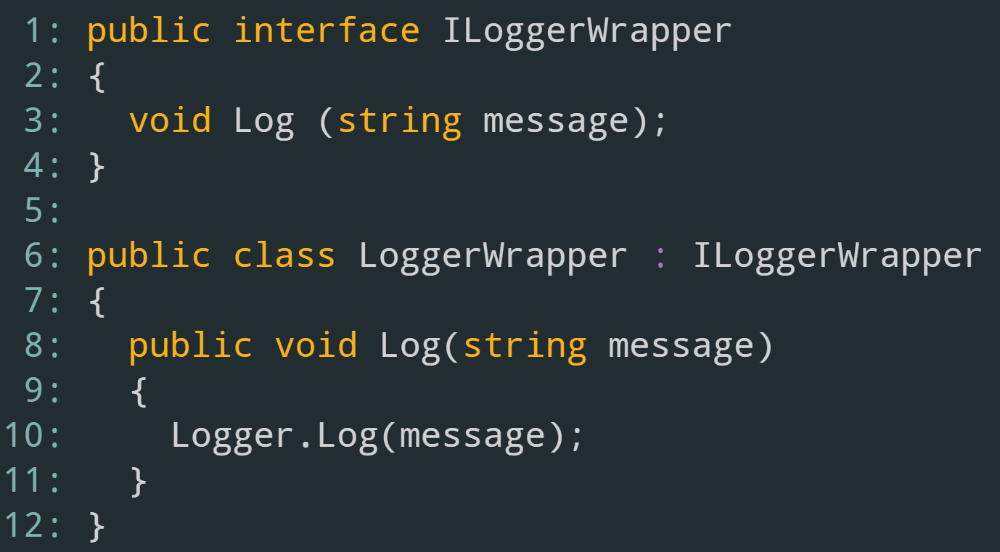 1: public interface ILoggerWrapper
2: {
3:   void Log (string message);
4: }
5:
6: public class LoggerWrapper : ILoggerWrapper
7: {
8:   public void Log(string message)
9:   {
10:     Logger.Log(message);
11:   }
12: }